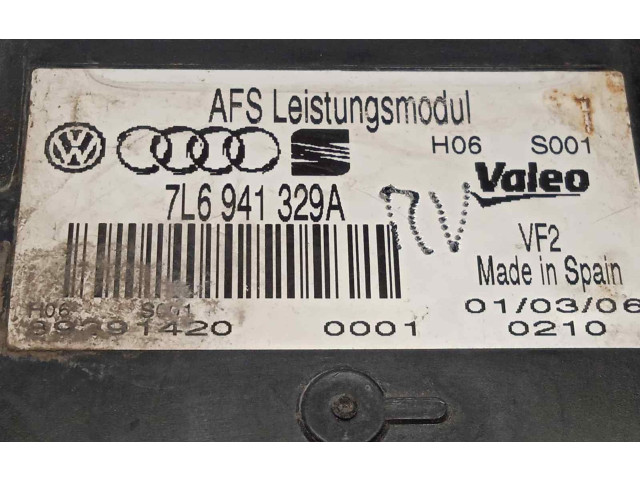 AFS Leistungsmodul
H06 S001
7L6 941 329A
RV
Valeo
VF2
Made in Spain
H06 S001
01/03/06
89291420 0001 0210